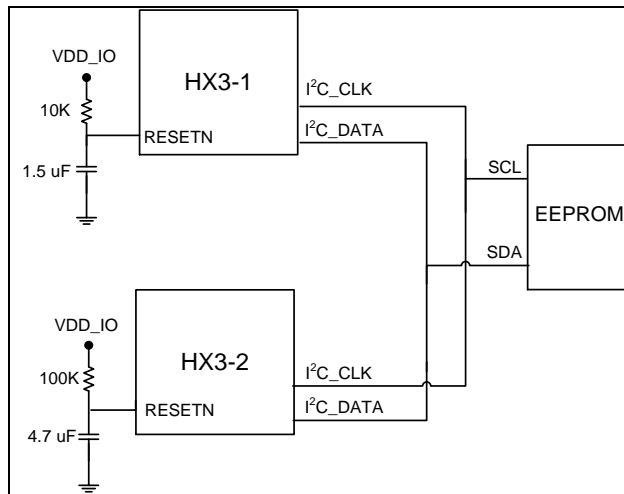 VDD_IO
10K
1.5 uF
RESETN
HX3-1
I²C_CLK
I²C_DATA
SCL
SDA
EEPROM
VDD_IO
100K
4.7 uF
RESETN
HX3-2
I²C_CLK
I²C_DATA